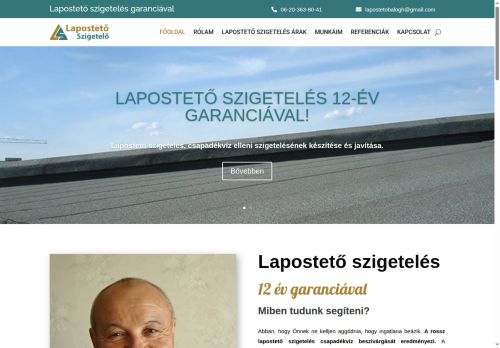 Lapostető szigetelés garanciával
06-20-363-80-41
lapostetobalogh@gmail.com
Lapostető
Szigetelő
FŐOLDAL
RÓLAM
LAPOSTETŐ SZIGETELÉS ÁRAK
MUNKÁIM
REFERENCIÁK
KAPCSOLAT
LAPOSTETŐ SZIGETELÉS 12-ÉV
GARANCIÁVAL!
Lapostető szigetelés, csapadékvíz elleni szigetelésének készítése és javítása.
Bővebben
Lapostető szigetelés
12 év garanciával
Miben tudunk segíteni?
Abban, hogy Önnek ne kelljen aggódnia, hogy ingatlana beázik. A rossz
lapostető szigetelés csapadékvíz beszivárgását eredményezi. A